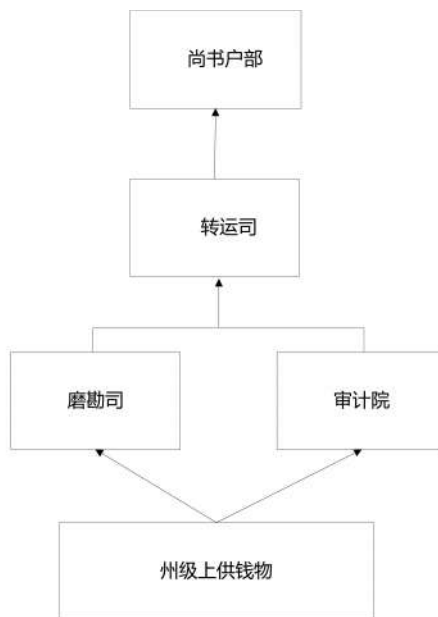 尚书户部
转运司
磨勘司
审计院
州级上供钱物